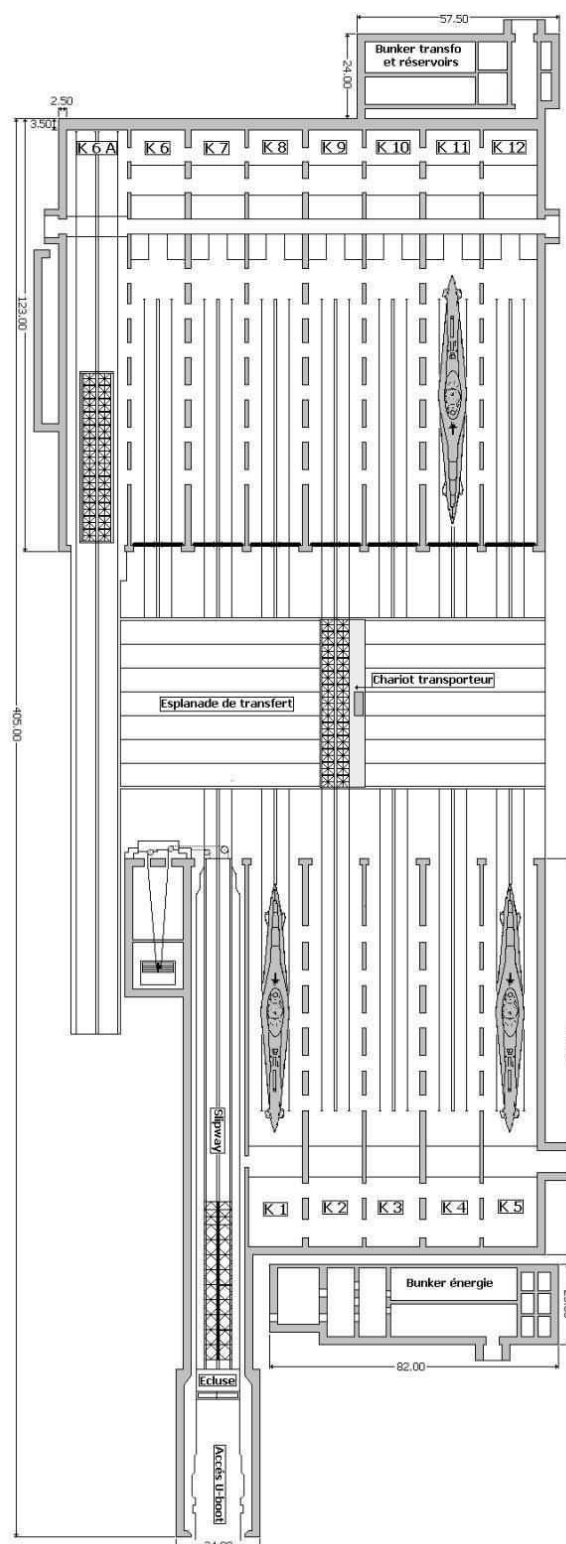 57.50
Bunker transfo
et réservoirs
24.00
2.50
3.50
K 6 A
K 6
K 7
K 8
K 9
K 10
K 11
K 12
123.00
405.00
Chariot transporteur
Esplanade de transfert
Slipway
K 1
K 2
K 3
K 4
K 5
Bunker énergie
82.00
Ecluse
Accés U-boot